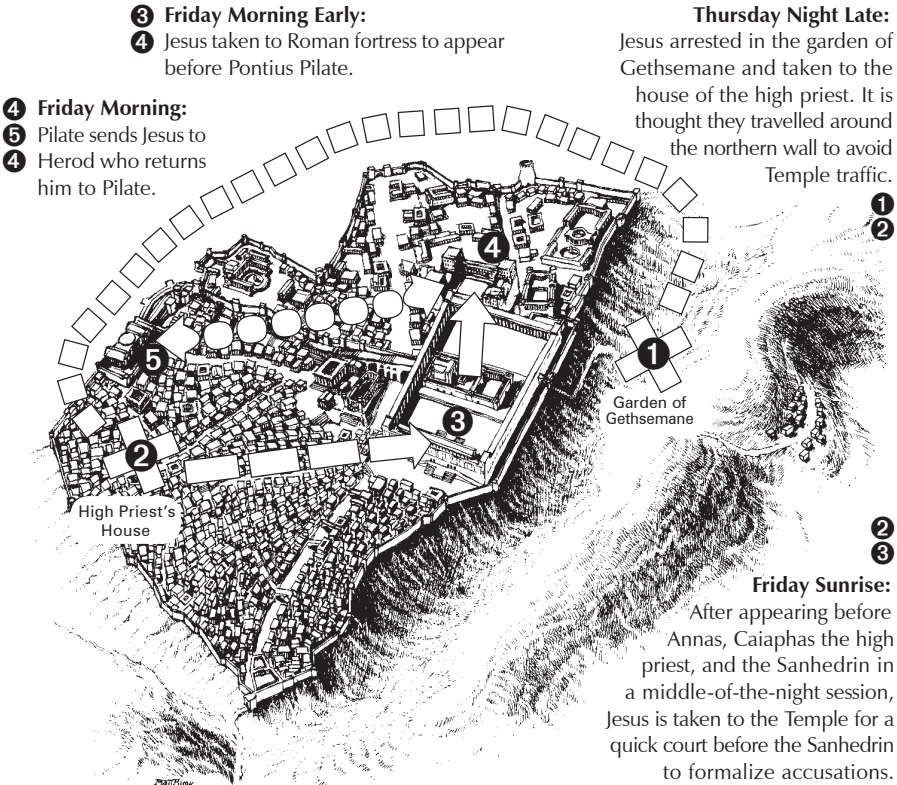 ❸ Friday Morning Early:
❹ Jesus taken to Roman fortress to appear
before Pontius Pilate.
Thursday Night Late:
Jesus arrested in the garden of
Gethsemane and taken to the
house of the high priest. It is
thought they travelled around
the northern wall to avoid
Temple traffic.
❶
❷
❹ Friday Morning:
❺ Pilate sends Jesus to
❹ Herod who returns
him to Pilate.
❹
❺
❶
❸
❷
Garden of
Gethsemane
High Priest's
House
❷
❸
Friday Sunrise:
After appearing before
Annas, Caiaphas the high
priest, and the Sanhedrin in
a middle-of-the-night session,
Jesus is taken to the Temple for a
quick court before the Sanhedrin
to formalize accusations.